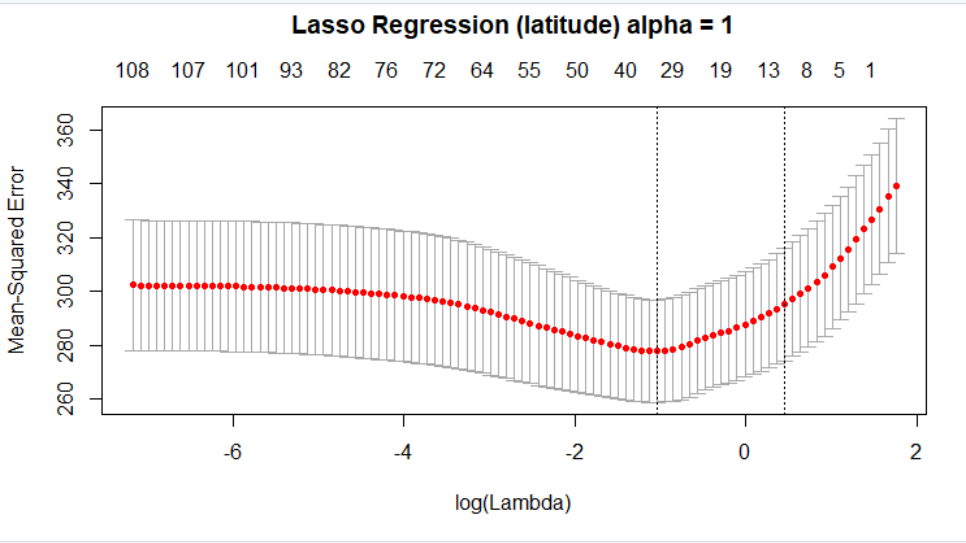 Lasso Regression (latitude) alpha = 1
108 107 101 93 82 76 72 64 55 50 40 29 19 13 8 5 1
360
340
320
300
280
260
Mean-Squared Error
-6 -4 -2 0 2
log(Lambda)